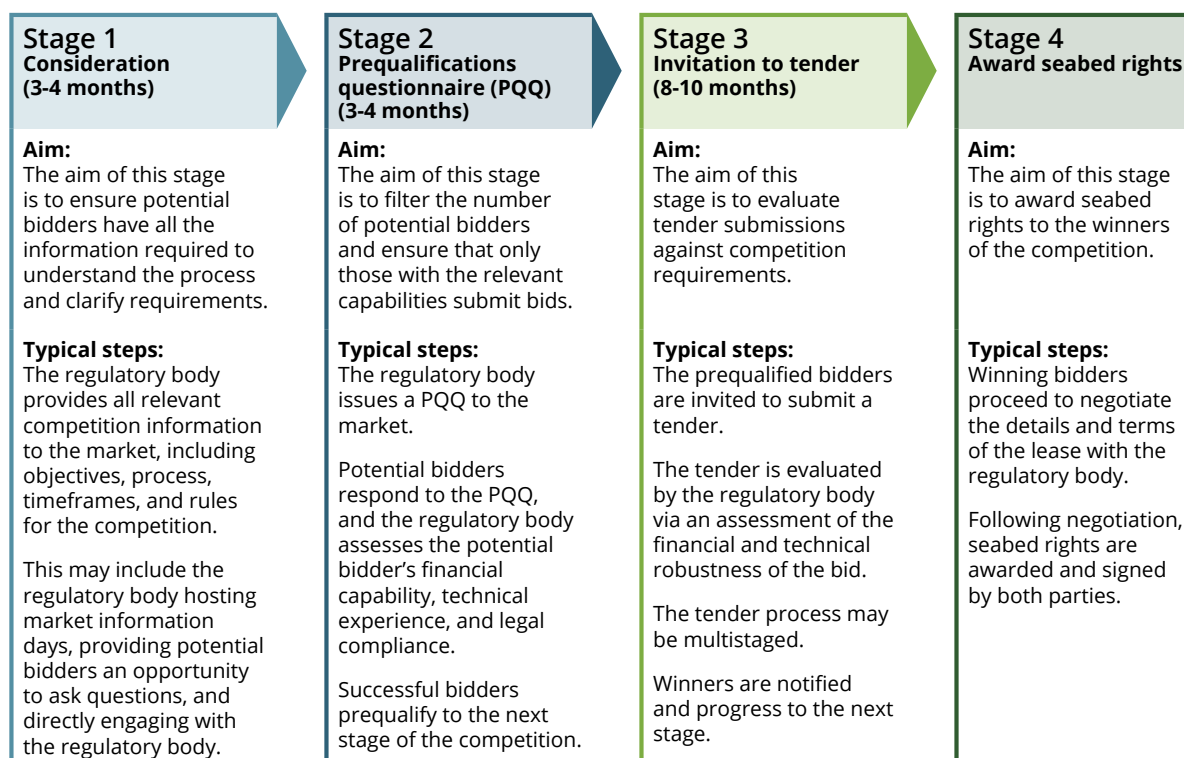 Stage 1
Consideration
(3-4 months)
Aim:
The aim of this stage
is to ensure potential
bidders have all the
information required to
understand the process
and clarify requirements.
Typical steps:
The regulatory body
provides all relevant
competition information
to the market, including
objectives, process,
timeframes, and rules
for the competition.
This may include the
regulatory body hosting
market information
days, providing potential
bidders an opportunity
to ask questions, and
directly engaging with
the regulatory body.
Stage 2
Prequalifications
questionnaire (PQQ)
(3-4 months)
Aim:
The aim of this stage
is to filter the number
of potential bidders
and ensure that only
those with the relevant
capabilities submit bids.
Typical steps:
The regulatory body
issues a PQQ to the
market.
Potential bidders
respond to the PQQ,
and the regulatory body
assesses the potential
bidder’s financial
capability, technical
experience, and legal
compliance.
Successful bidders
prequalify to the next
stage of the competition.
Stage 3
Invitation to tender
(8-10 months)
Aim:
The aim of this
stage is to evaluate
tender submissions
against competition
requirements.
Typical steps:
The prequalified bidders
are invited to submit a
tender.
The tender is evaluated
by the regulatory body
via an assessment of the
financial and technical
robustness of the bid.
The tender process may
be multistaged.
Winners are notified
and progress to the next
stage.
Stage 4
Award seabed rights
Aim:
The aim of this stage
is to award seabed
rights to the winners
of the competition.
Typical steps:
Winning bidders
proceed to negotiate
the details and terms
of the lease with the
regulatory body.
Following negotiation,
seabed rights are
awarded and signed
by both parties.